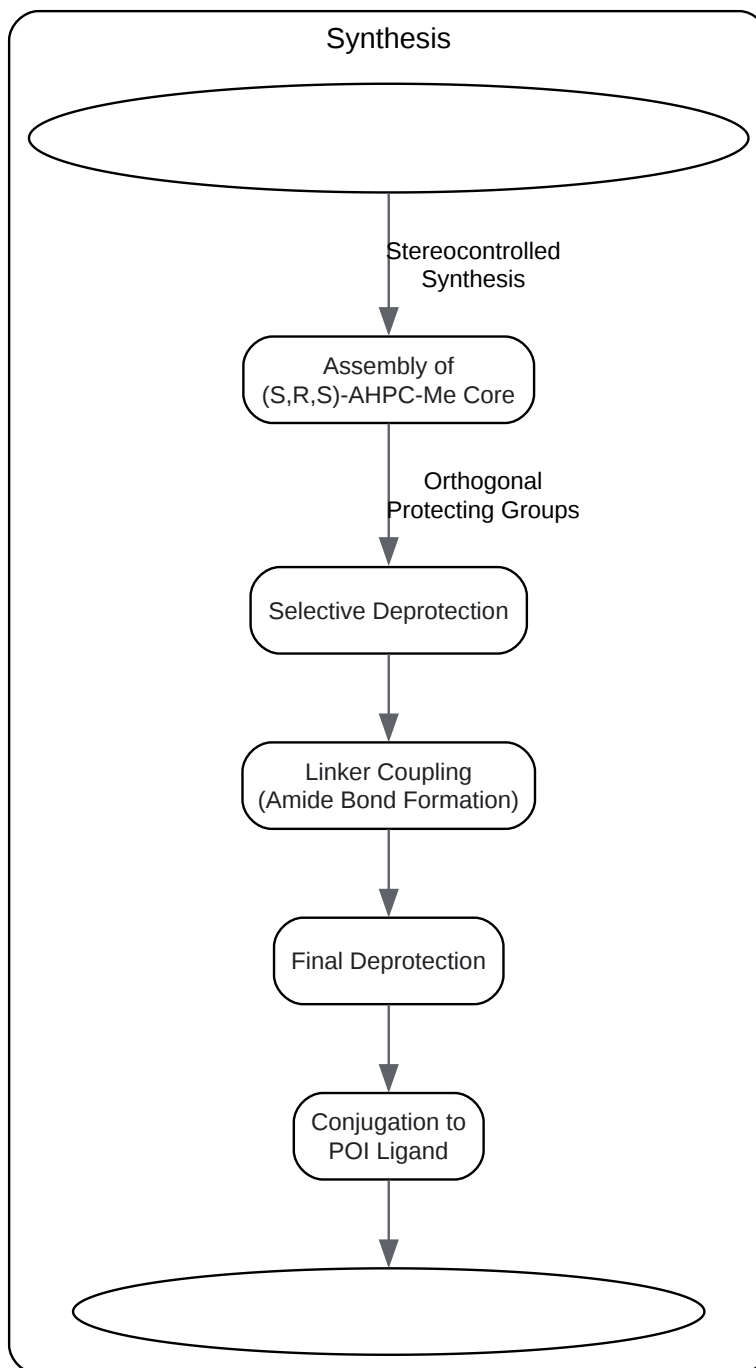 Synthesis
Stereocontrolled
Synthesis
Assembly of
(S,R,S)-AHPC-Me Core
Orthogonal
Protecting Groups
Selective Deprotection
Linker Coupling
(Amide Bond Formation)
Final Deprotection
Conjugation to
POI Ligand